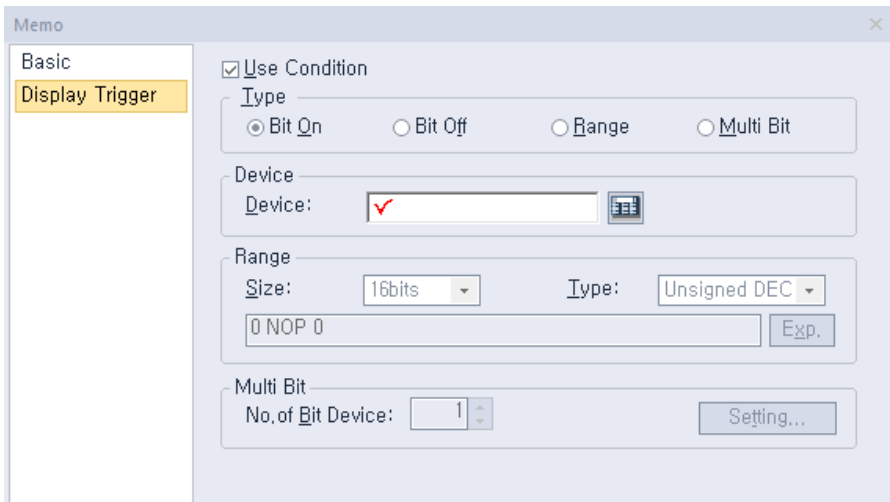 Memo
Basic
Display Trigger
Use Condition
Type
Bit On
Bit Off
Range
Multi Bit
Device
Device:
Range
Size:
16bits
Type:
Unsigned DEC
0 NOP 0
Exp.
Multi Bit
No.of Bit Device:
1
Setting...